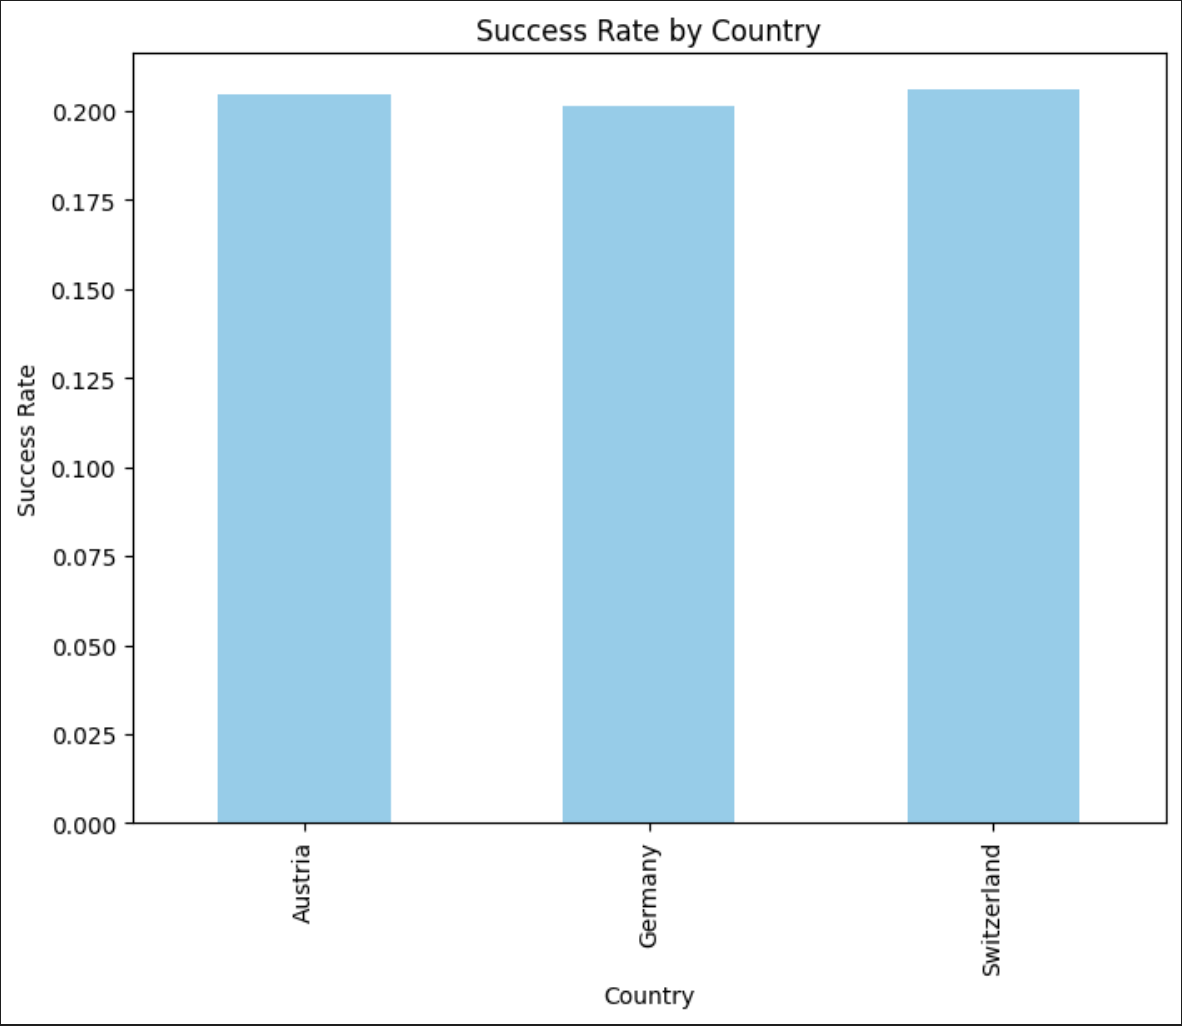 Success Rate by Country
0.200
0.175
0.150
0.125
0.100
0.075
0.050
0.025
0.000
Success Rate
Austria
Germany
Switzerland
Country